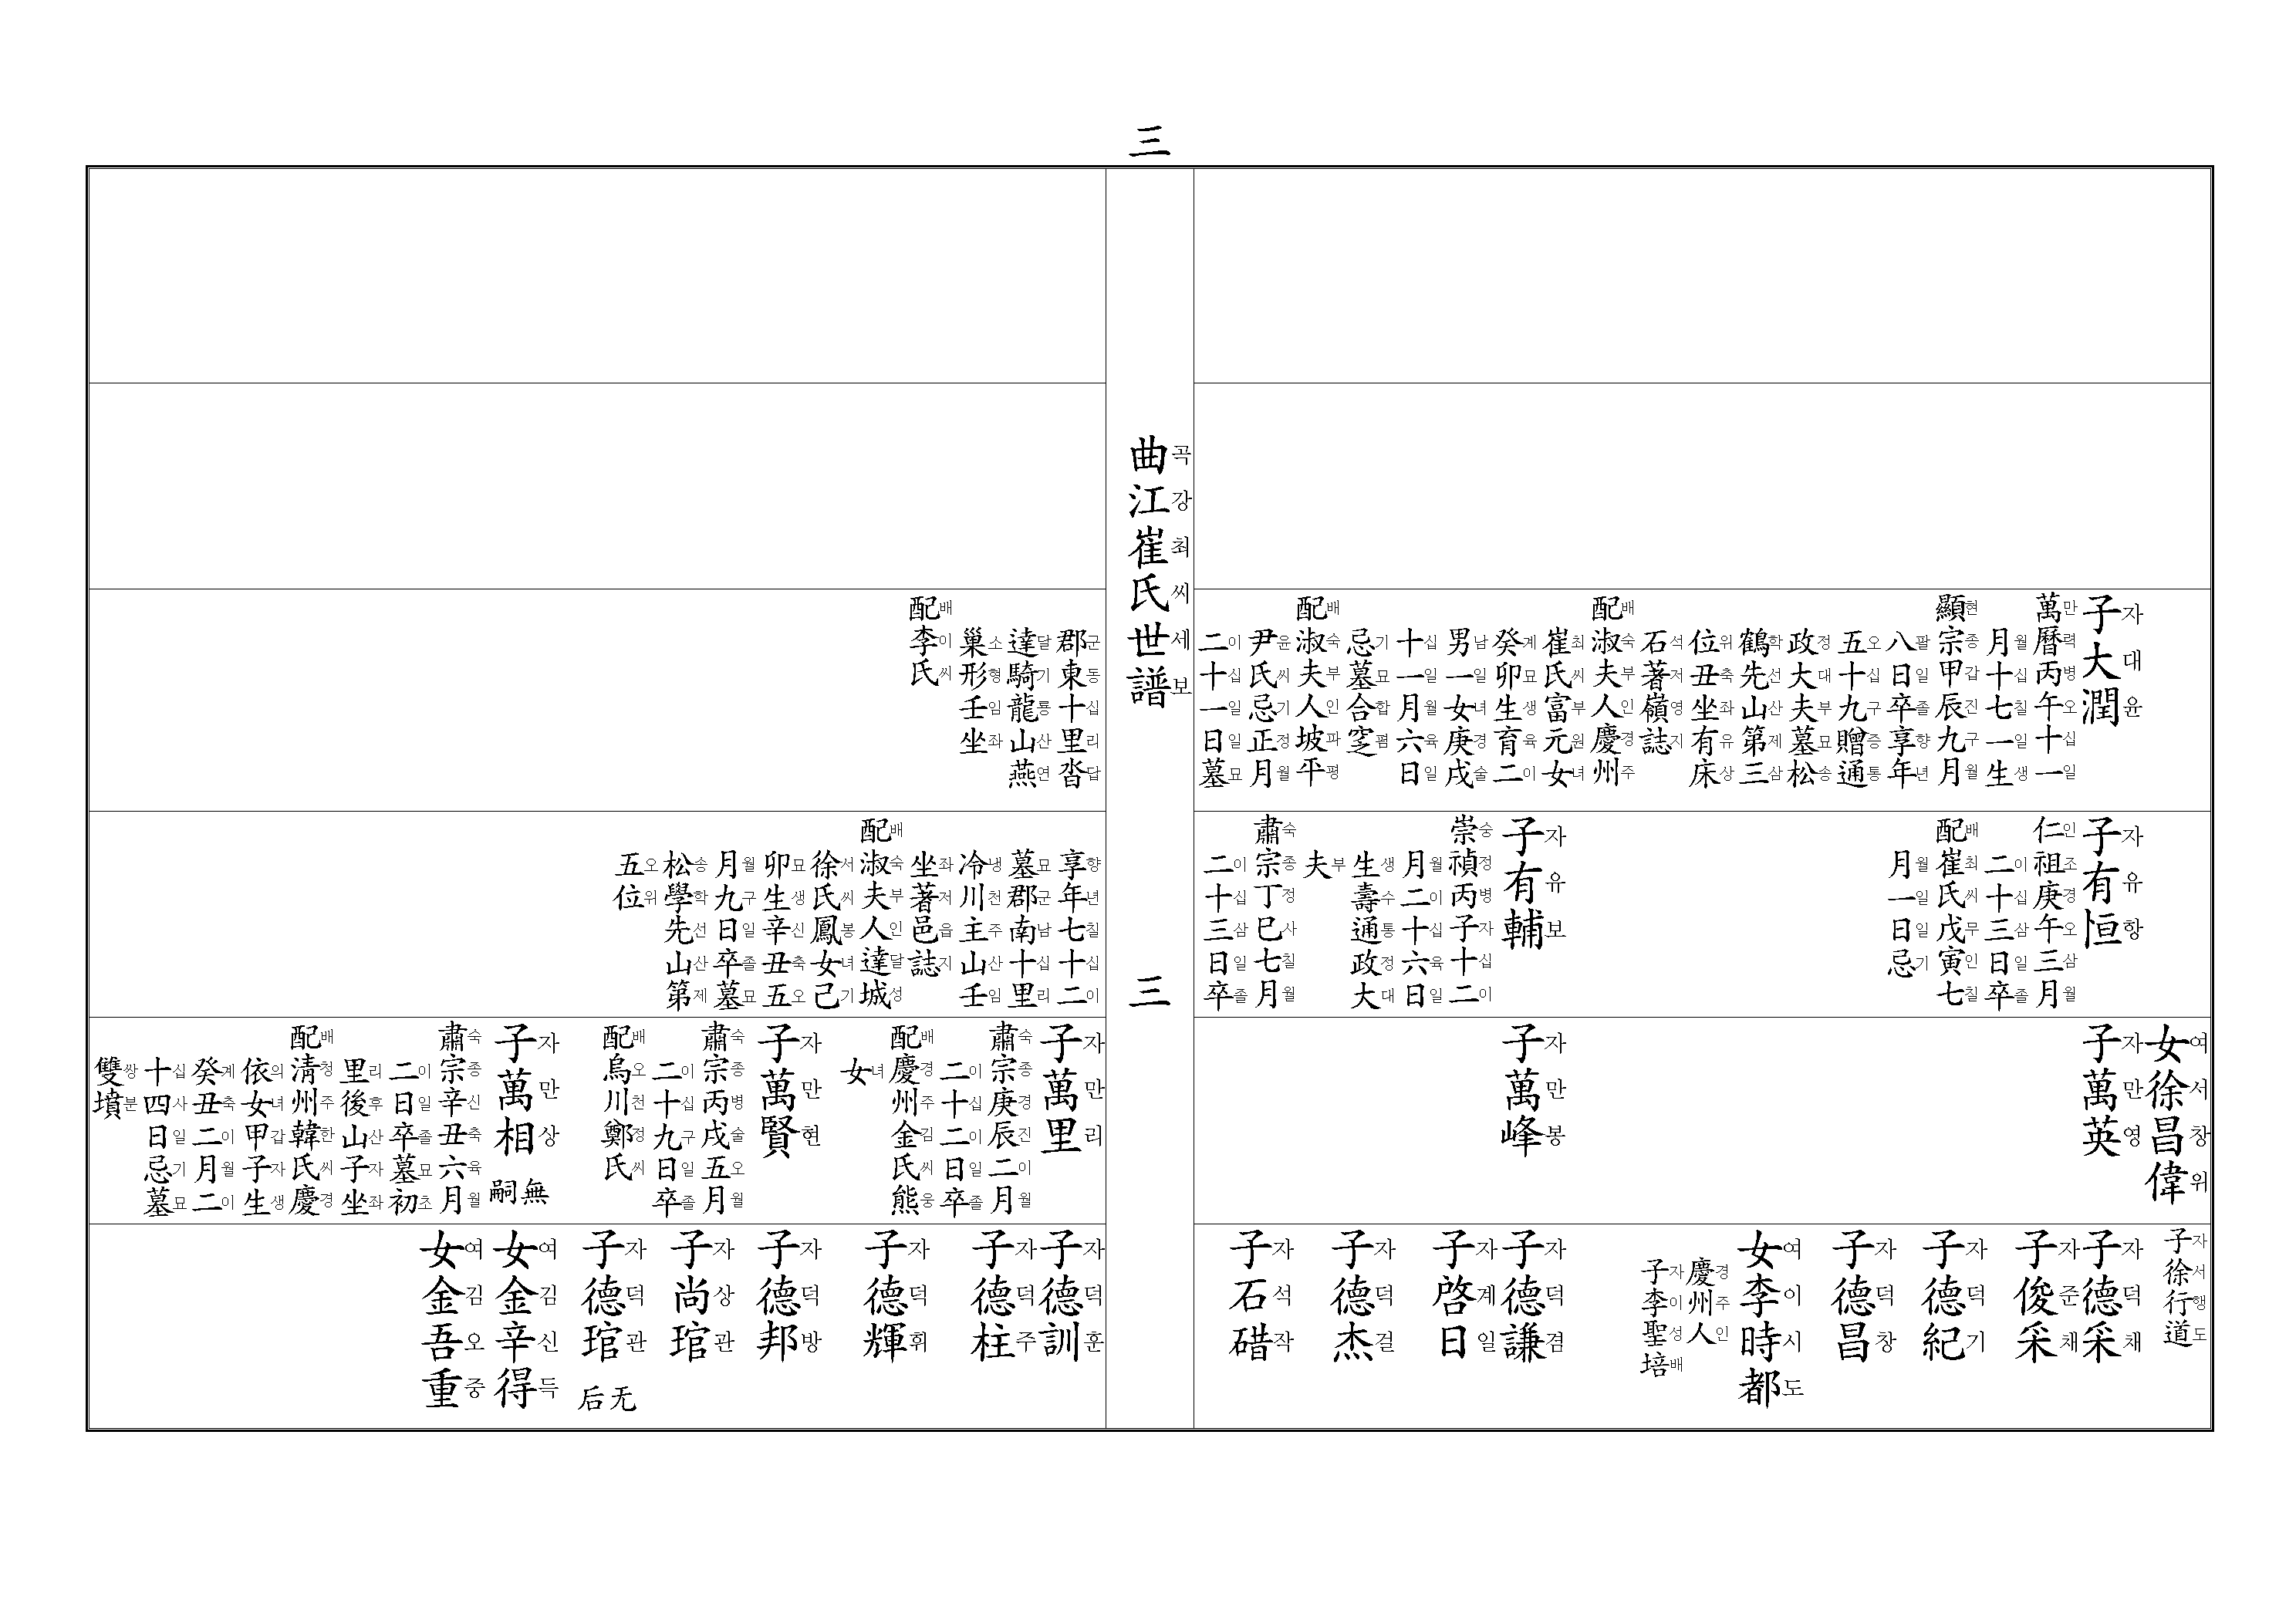 三
子자大대潤윤
萬만曆력丙병午오十십一일
月월十십七칠一일生생
顯현宗종甲갑辰진九구月월
八팔日일卒졸享향年년
五오十십九구贈증通통
政정大대夫부墓묘松송
鶴학先선山산第제三삼
位위丑축坐좌有유床상
石석著저嶺영誌지
配배淑숙夫부人인慶경州주
崔최氏씨富부元원女녀
癸계卯묘生생育육二이
男남一일女녀庚경戌술
十십一일月월六육日일
忌기墓묘合합窆폄
配배淑숙夫부人인坡파平평
尹윤氏씨忌기正정月월
二이十십一일日일墓묘
子자有유恒항
仁인祖조庚경午오三삼月월
二이十십三삼日일卒졸
配배崔최氏씨戊무寅인七칠
月월一일日일忌기
子자有유輔보
崇숭禎정丙병子자十십二이
月월二이十십六육日일
生생壽수通통政정大대
夫부
肅숙宗종丁정巳사七칠月월
二이十십三삼日일卒졸
女여徐서昌창偉위
子자萬만英영
子자萬만峰봉
子자徐서行행道도
子자德덕采채
子자俊준采채
子자德덕紀기
子자德덕昌창
女여李이時시都도
慶경州주人인
子자李이聖성培배
子자德덕謙겸
子자啓계日일
子자德덕杰걸
子자石석碏작
曲곡江강崔최氏씨世세譜보
三
郡군東동十십里리沓답
達달騎기龍룡山산燕연
巢소形형壬임坐좌
配배李이氏씨
享향年년七칠十십二이
墓묘郡군南남十십里리
冷냉川천主주山산壬임
坐좌著저邑읍誌지
配배淑숙夫부人인達달城성
徐서氏씨鳳봉女녀己기
卯묘生생辛신丑축五오
月월九구日일卒졸墓묘
松송學학先선山산第제
五오位위
子자萬만里리
肅숙宗종庚경辰진二이月월
二이十십二이日일卒졸
配배慶경州주金김氏씨熊웅
女녀
子자萬만賢현
肅숙宗종丙병戌술五오月월
二이十십九구日일卒졸
配배烏오川천鄭정氏씨
子자萬만相상
無嗣
肅숙宗종辛신丑축六육月월
二이日일卒졸墓묘初초
里리後후山산子자坐좌
配배淸청州주韓한氏씨慶경
依의女녀甲갑子자生생
癸계丑축二이月월二이
十십四사日일忌기墓묘
雙쌍墳분
子자德덕訓훈
子자德덕柱주
子자德덕輝휘
子자德덕邦방
子자尚상琯관
子자德덕琯관
无后
女여金김辛신得득
女여金김吾오重중